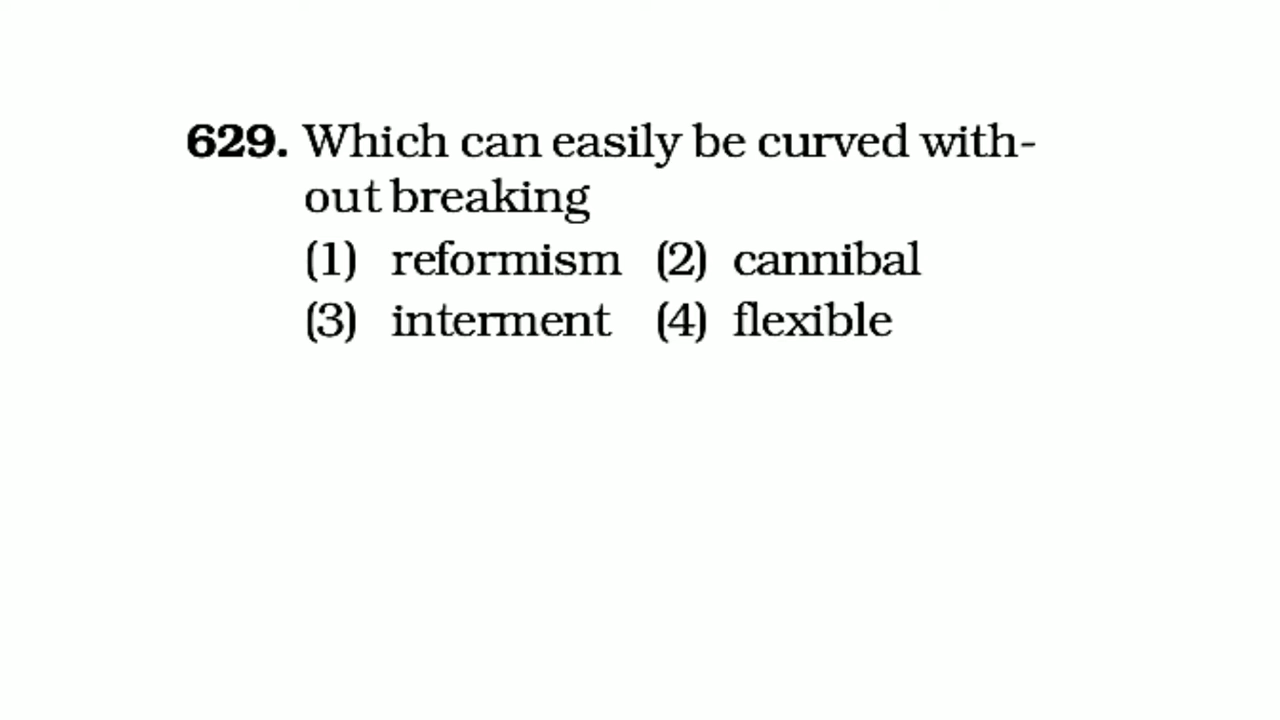 629. Which can easily be curved with-
out breaking
(1) reformism (2) cannibal
(3) interment (4) flexible